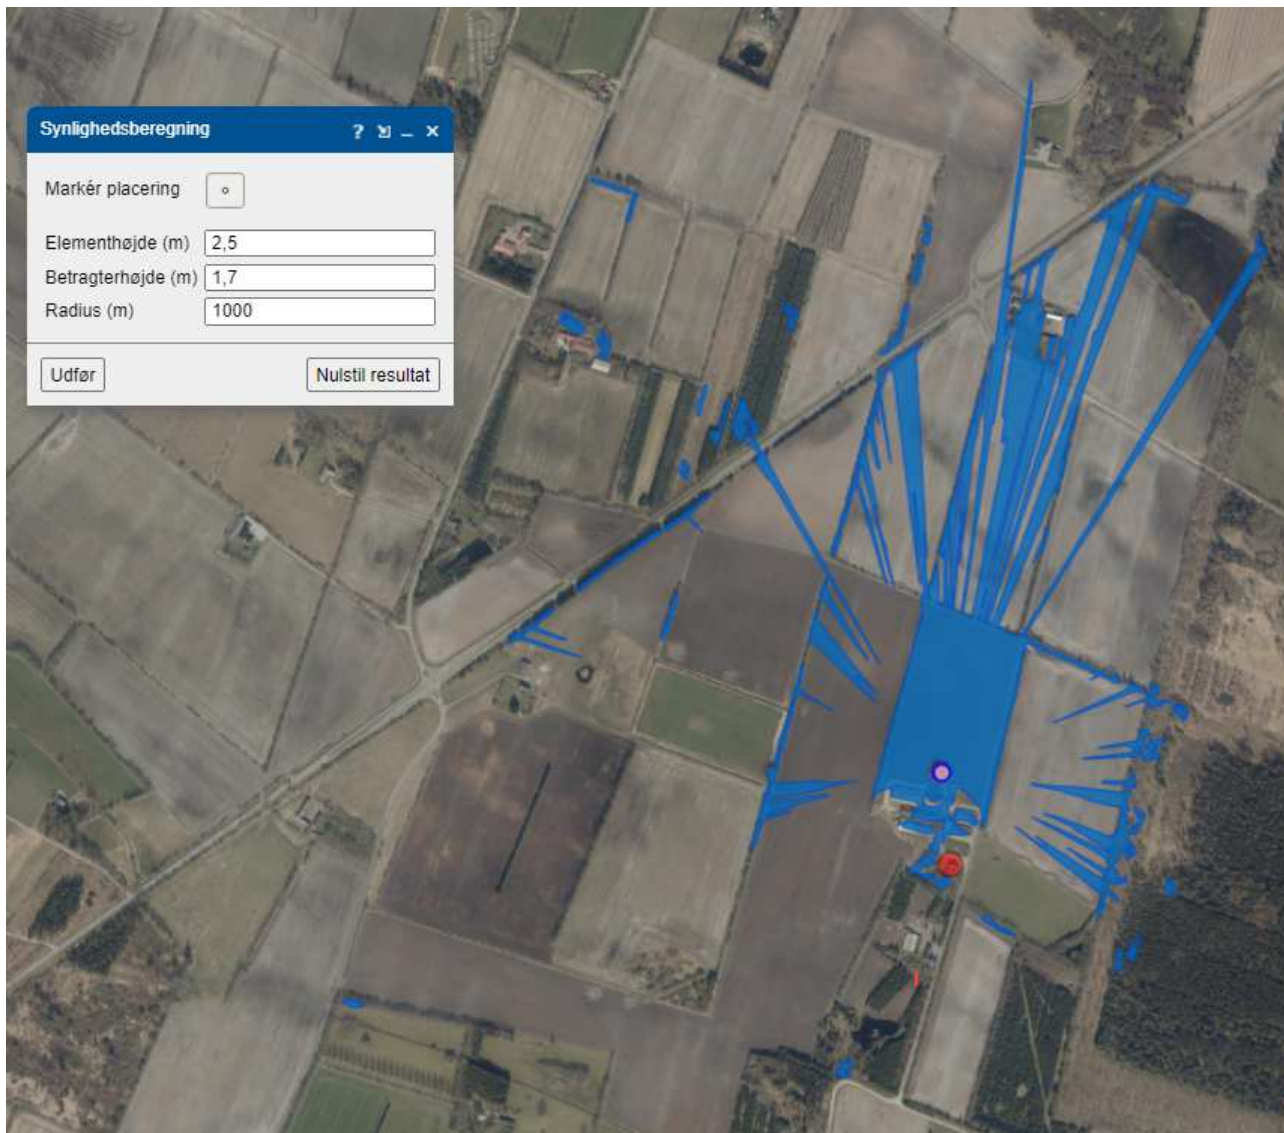 Synlighedsberegning ? _ ×
Markér placering
Elementhøjde (m) 2,5
Betragterhøjde (m) 1,7
Radius (m) 1000
Udfør Nulstil resultat